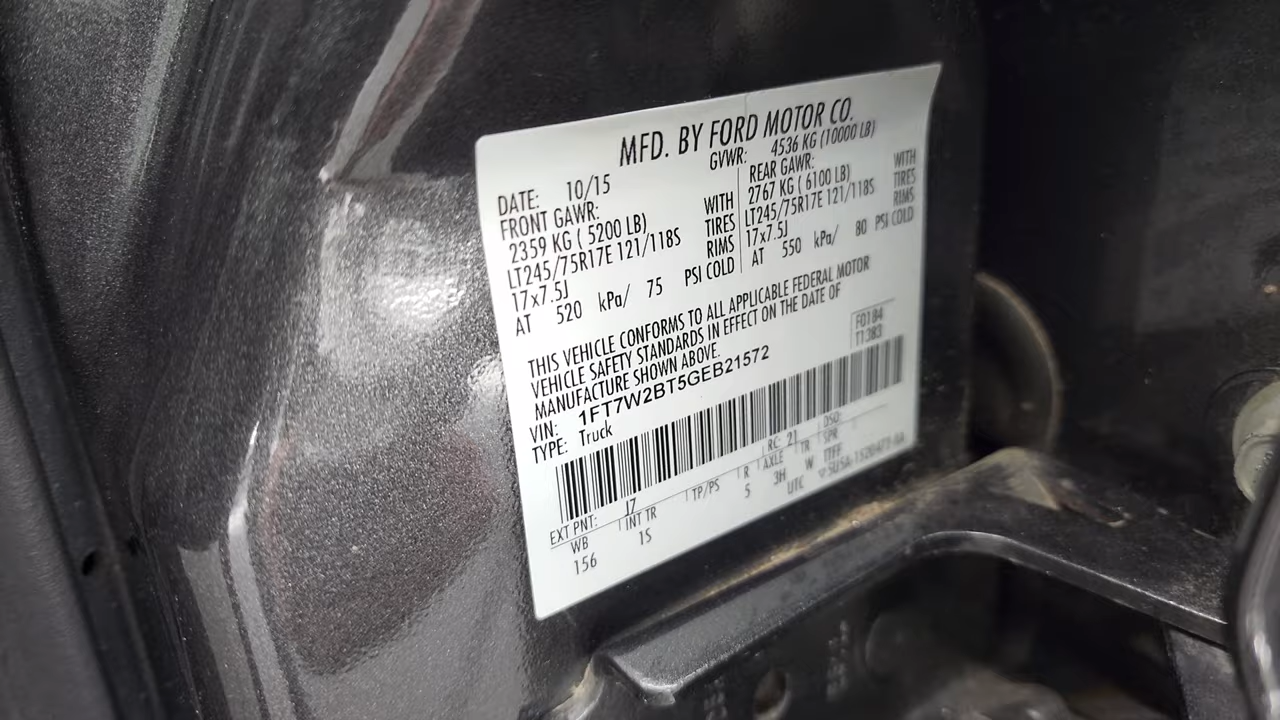 MFD. BY FORD MOTOR CO.
DATE: 10/15
GVWR: 4536 KG (10000 LB)
FRONT GAWR:
2359 KG ( 5200 LB)
WITH
LT245/75R17E 121/118S
TIRES
17x7.5J
RIMS
AT 520 kPa/ 75 PSI COLD
REAR GAWR:
2767 KG ( 6100 LB)
WITH
LT245/75R17E 121/118S
TIRES
17x7.5J
RIMS
AT 550 kPa/ 80 PSI COLD
THIS VEHICLE CONFORMS TO ALL APPLICABLE FEDERAL MOTOR
VEHICLE SAFETY STANDARDS IN EFFECT ON THE DATE OF
MANUFACTURE SHOWN ABOVE.
VIN: 1FT7W2BT5GEB21572
TYPE: Truck
F0184
T1383
EXT PNT: J7
RC: 21
DSO:
WB
INT TR
TP/PS
R
AXLE
TR
SPR
156
1S
5
3H
W
ITFF
UTC